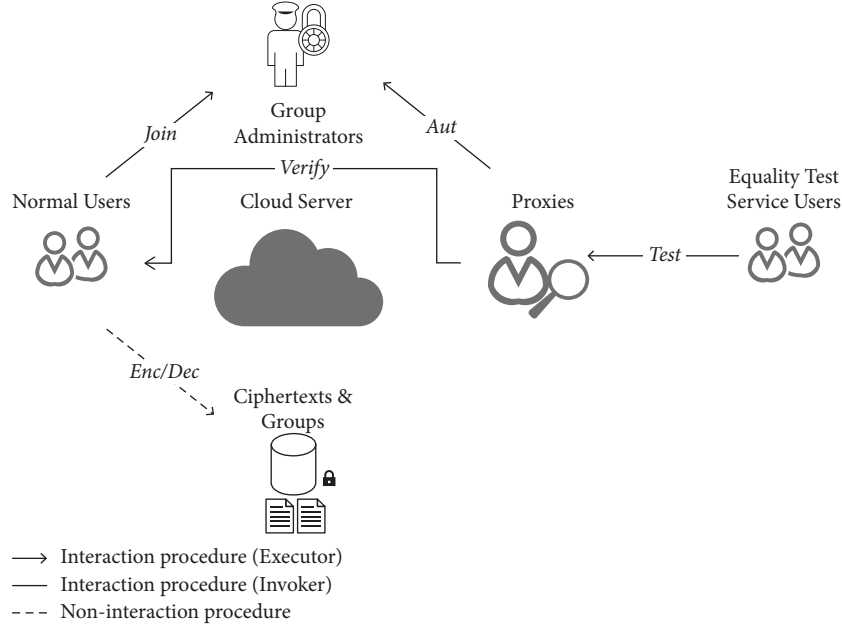 Group
Administrators
Join
Aut
Verify
Normal Users
Cloud Server
Proxies
Equality Test
Service Users
Test
Enc/Dec
Ciphertexts &
Groups
Interaction procedure (Executor)
Interaction procedure (Invoker)
Non-interaction procedure